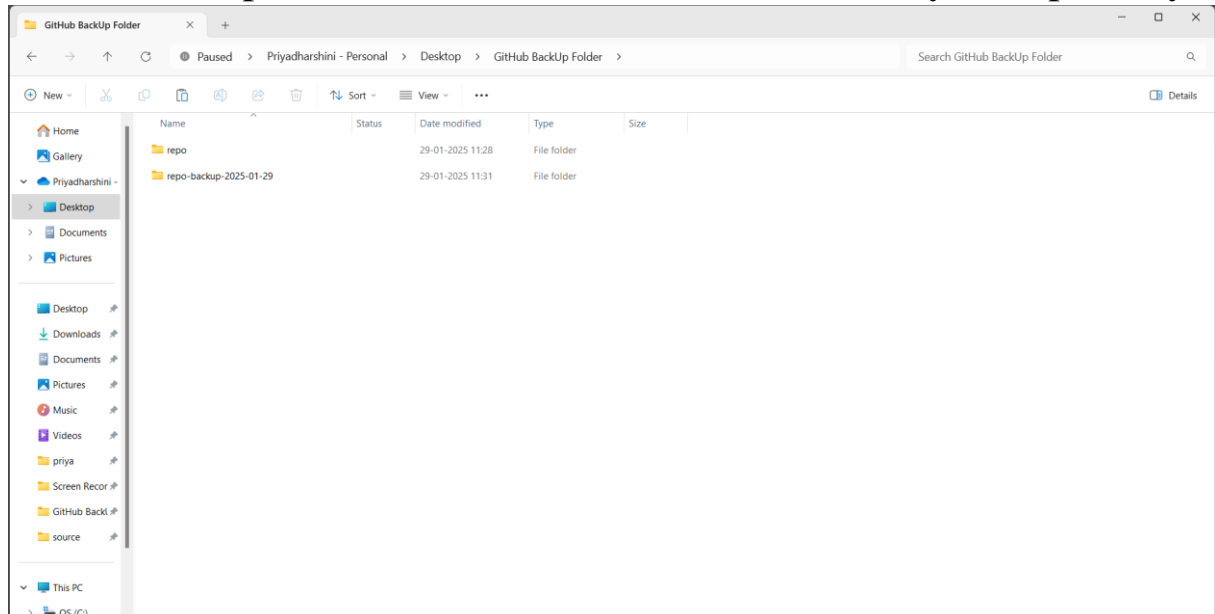 GitHub BackUp Folder
Paused > Priyadharshini - Personal > Desktop > GitHub BackUp Folder >
Search GitHub BackUp Folder
New
Sort
View
Details
Name Status Date modified Type Size
repo 29-01-2025 11:28 File folder
repo-backup-2025-01-29 29-01-2025 11:31 File folder
Home
Gallery
Priyadharshini -
Desktop
Documents
Pictures
Desktop
Downloads
Documents
Pictures
Music
Videos
priya
Screen Recor
GitHub Back
source
This PC
OS (C:)